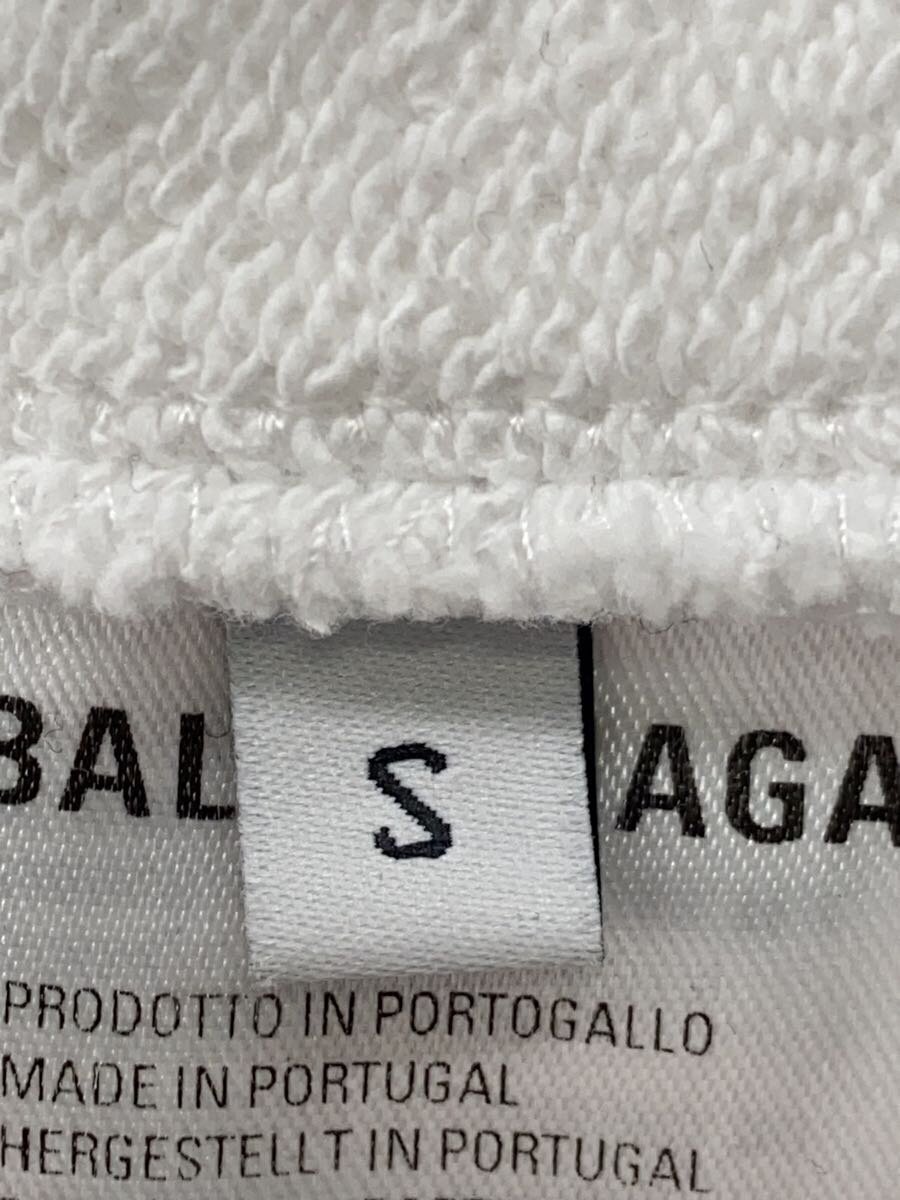 BAL S AGA
PRODOTTO IN PORTOGALLO
MADE IN PORTUGAL
HERGESTELLT IN PORTUGAL